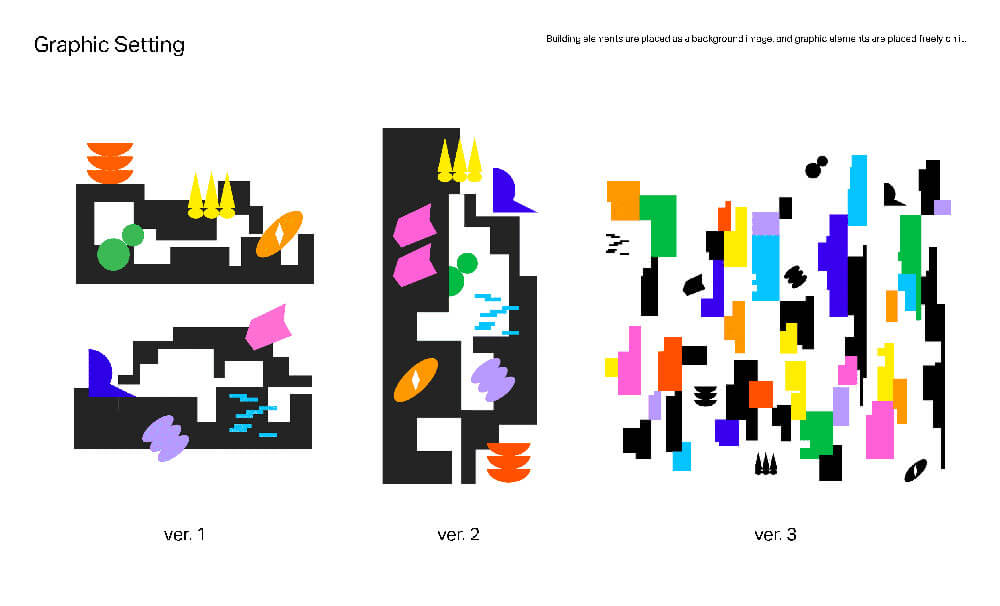 Graphic Setting
Building elements are placed as a background image, and graphic elements are placed freely
ver. 1
ver. 2
ver. 3